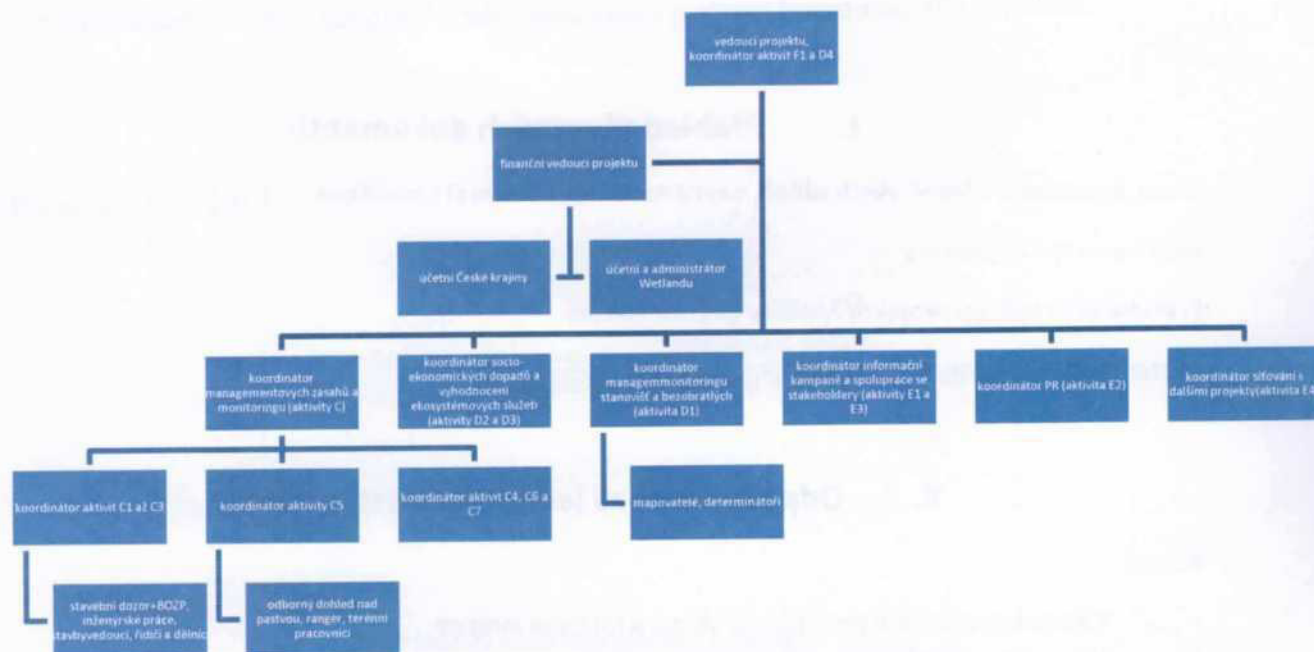 vedoucí projektu,
koordinátor aktivit F1 a D4
finanční vedoucí projektu
účetní České krajiny
účetní a administrátor
Wetlandu
koordinátor
managementových zásahů a
monitoringu (aktivity C)
koordinátor socio-
ekonomických dopadů a
vyhodnocení
ekosystémových služeb
(aktivity D2 a D3)
koordinátor
managemmonitoringu
stanovišť a bezobratlých
(aktivita D1)
koordinátor informační
kampaně a spolupráce se
stakeholdery (aktivity E1 a
E3)
koordinátor PR (aktivita E2)
koordinátor síťování s
dalšími projekty(aktivita E4
koordinátor aktivit C1 až C3
koordinátor aktivity C5
koordinátor aktivit C4, C6 a
C7
mapovatelé, determinátoři
stavební dozor+BOZP,
inženýrské práce,
stavbyvedoucí, řidiči a dělníc
odborný dohled nad
pastvou, ranger, terénní
pracovníci